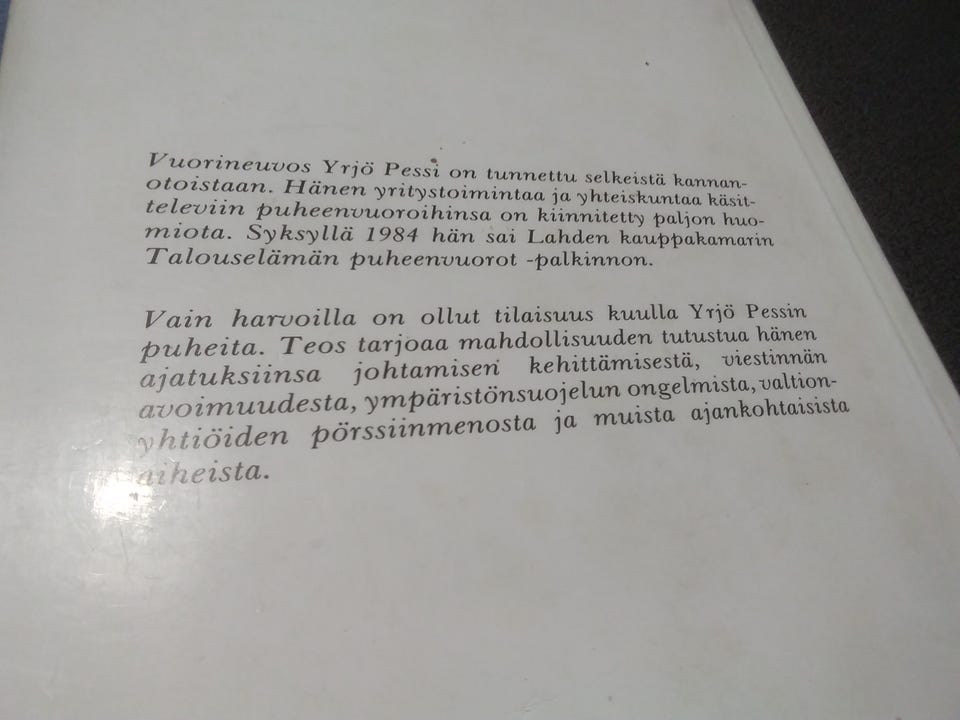 Vuorineuvos Yrjö Pessi on tunnettu selkeistä kannan-
otoistaan. Hänen yritystoimintaa ja yhteiskuntaa käsit-
televiin puheenvuoroihinsa on kiinnitetty paljon huo-
miota. Syksyllä 1984 hän sai Lahden kauppakamarin
Talouselämän puheenvuorot -palkinnon.
Vain harvoilla on ollut tilaisuus kuulla Yrjö Pessin
puheita. Teos tarjoaa mahdollisuuden tutustua hänen
ajatuksiinsa johtamisen kehittämisestä, viestinnän
avoimuudesta, ympäristönsuojelun ongelmista, valtion-
yhtiöiden pörssiinmenosta ja muista ajankohtaisista
aiheista.